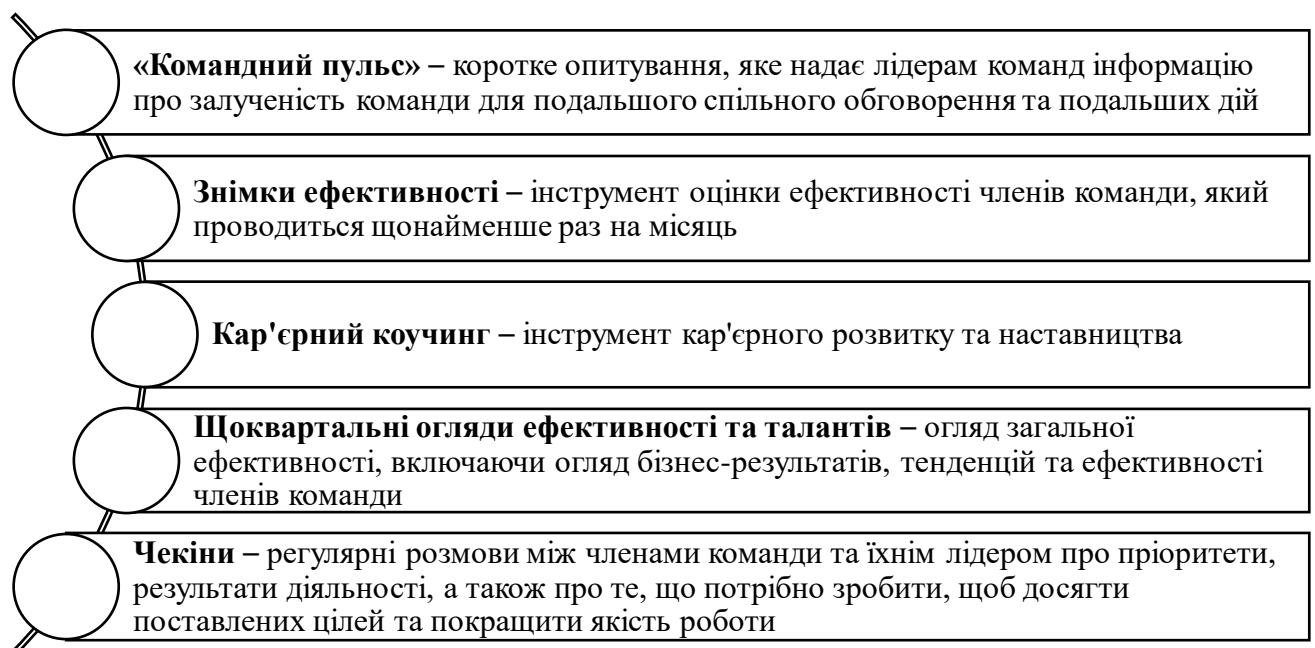 «Командний пульс» – коротке опитування, яке надає лідерам команд інформацію
про залученість команди для подальшого спільного обговорення та подальших дій
Знімки ефективності – інструмент оцінки ефективності членів команди, який
проводиться щонайменше раз на місяць
Кар'єрний коучинг – інструмент кар'єрного розвитку та наставництва
Щоквартальні огляди ефективності та талантів – огляд загальної
ефективності, включаючи огляд бізнес-результатів, тенденцій та ефективності
членів команди
Чекіни – регулярні розмови між членами команди та їхнім лідером про пріоритети,
результати діяльності, а також про те, що потрібно зробити, щоб досягти
поставлених цілей та покращити якість роботи